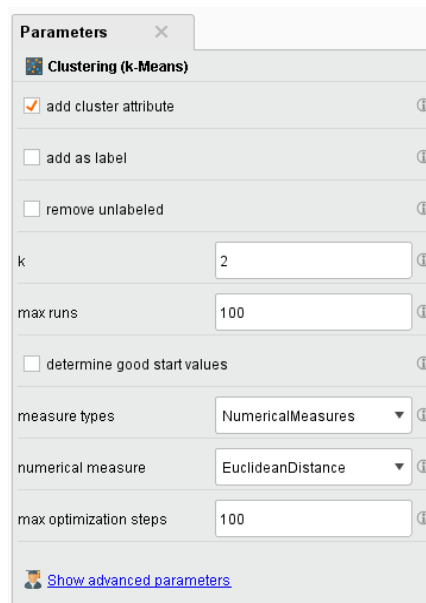 Parameters
Clustering (k-Means)
add cluster attribute
add as label
remove unlabeled
k 2
max runs 100
determine good start values
measure types NumericalMeasures
numerical measure EuclideanDistance
max optimization steps 100
Show advanced parameters